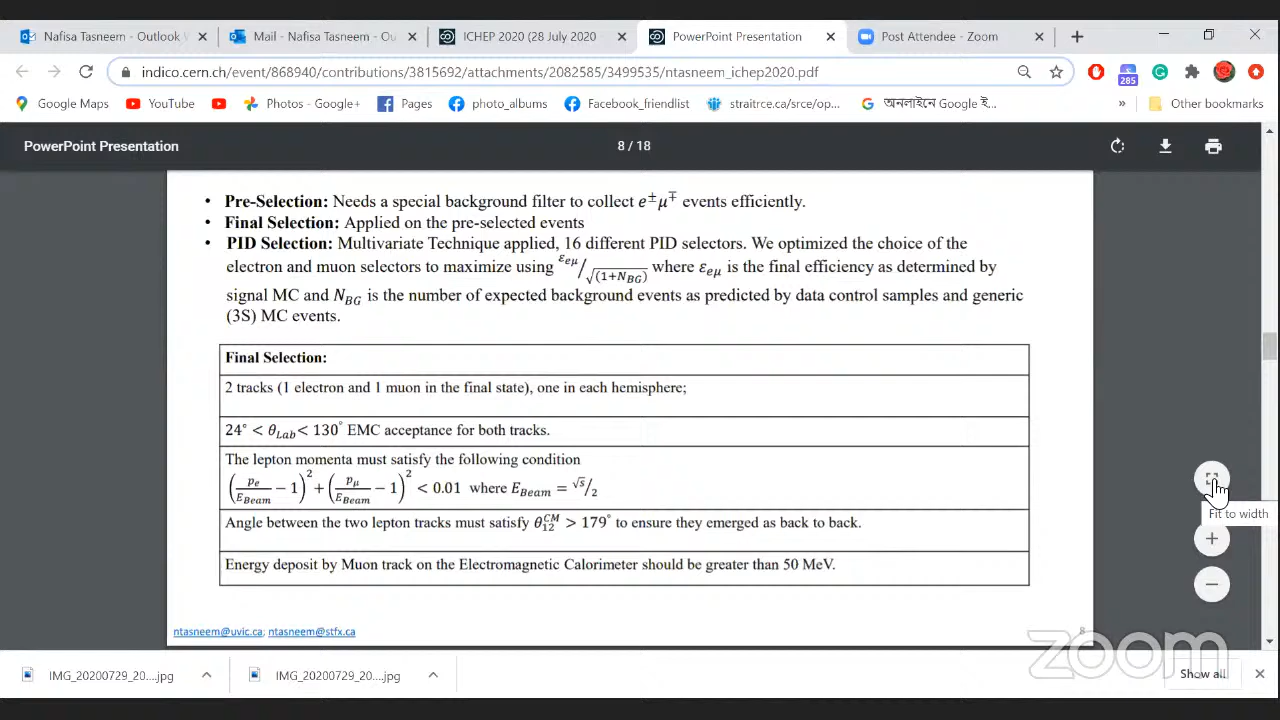 Nafisa Tasneem - Outlook W
Mail - Nafisa Tasneem - Ou
ICHEP 2020 (28 July 2020
PowerPoint Presentation
Post Attendee - Zoom
indico.cern.ch/event/868940/contributions/3815692/attachments/2082585/3499535/ntasneem_ichep2020.pdf
285
Google Maps
YouTube
Photos - Google+
Pages
photo_albums
Facebook_friendlist
straitrce.ca/srce/op...
অনলাইনে Google ই...
»
Other bookmarks
PowerPoint Presentation
8 / 18
• Pre-Selection: Needs a special background filter to collect e±μ∓ events efficiently.
• Final Selection: Applied on the pre-selected events
• PID Selection: Multivariate Technique applied, 16 different PID selectors. We optimized the choice of the
electron and muon selectors to maximize using εeμ/√(1+NBG) where εeμ is the final efficiency as determined by
signal MC and NBG is the number of expected background events as predicted by data control samples and generic
(3S) MC events.
Final Selection:
2 tracks (1 electron and 1 muon in the final state), one in each hemisphere;
24° < θLab < 130° EMC acceptance for both tracks.
The lepton momenta must satisfy the following condition
(pe/EBeam − 1)² + (pμ/EBeam − 1)² < 0.01 where EBeam = √s/2
Angle between the two lepton tracks must satisfy θ12^CM > 179° to ensure they emerged as back to back.
Energy deposit by Muon track on the Electromagnetic Calorimeter should be greater than 50 MeV.
Fit to width
ntasneem@uvic.ca; ntasneem@stfx.ca
8
zoom
IMG_20200729_20....jpg
IMG_20200729_20....jpg
Show all